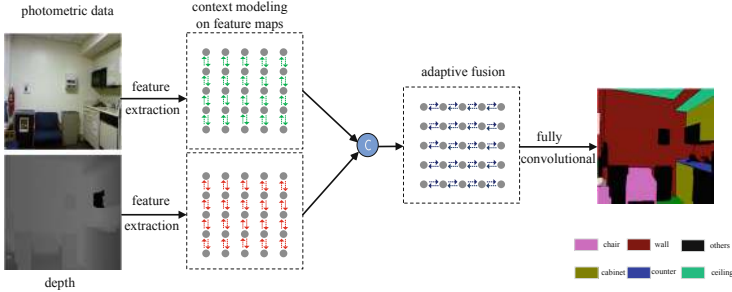 photometric data
context modeling
on feature maps
feature
extraction
feature
extraction
depth
C
adaptive fusion
fully
convolutional
chair
wall
others
cabinet
counter
ceiling